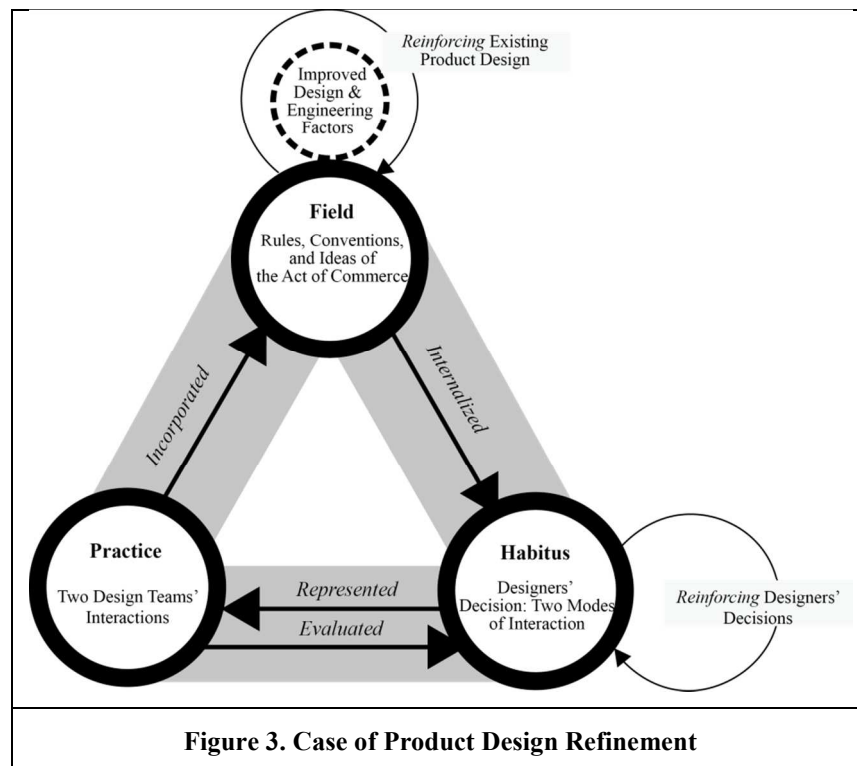 Reinforcing Existing
Product Design
Improved
Design &
Engineering
Factors
Field
Rules, Conventions,
and Ideas of
the Act of Commerce
Incorporated
Internalized
Practice
Two Design Teams’
Interactions
Represented
Evaluated
Habitus
Designers’
Decision: Two Modes
of Interaction
Reinforcing Designers’
Decisions
Figure 3. Case of Product Design Refinement